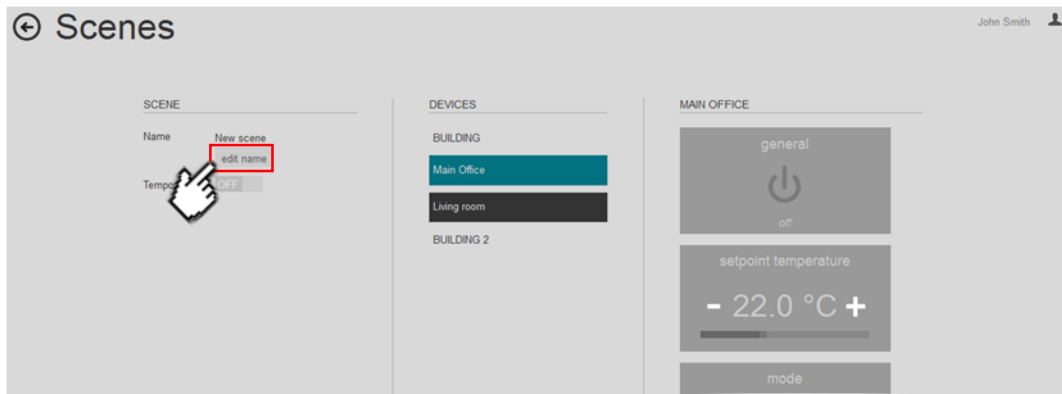 Scenes
John Smith
SCENE
Name New scene
edit name
OFF
DEVICES
BUILDING
Main Office
Living room
BUILDING 2
MAIN OFFICE
general
off
setpoint temperature
- 22.0 °C +
mode